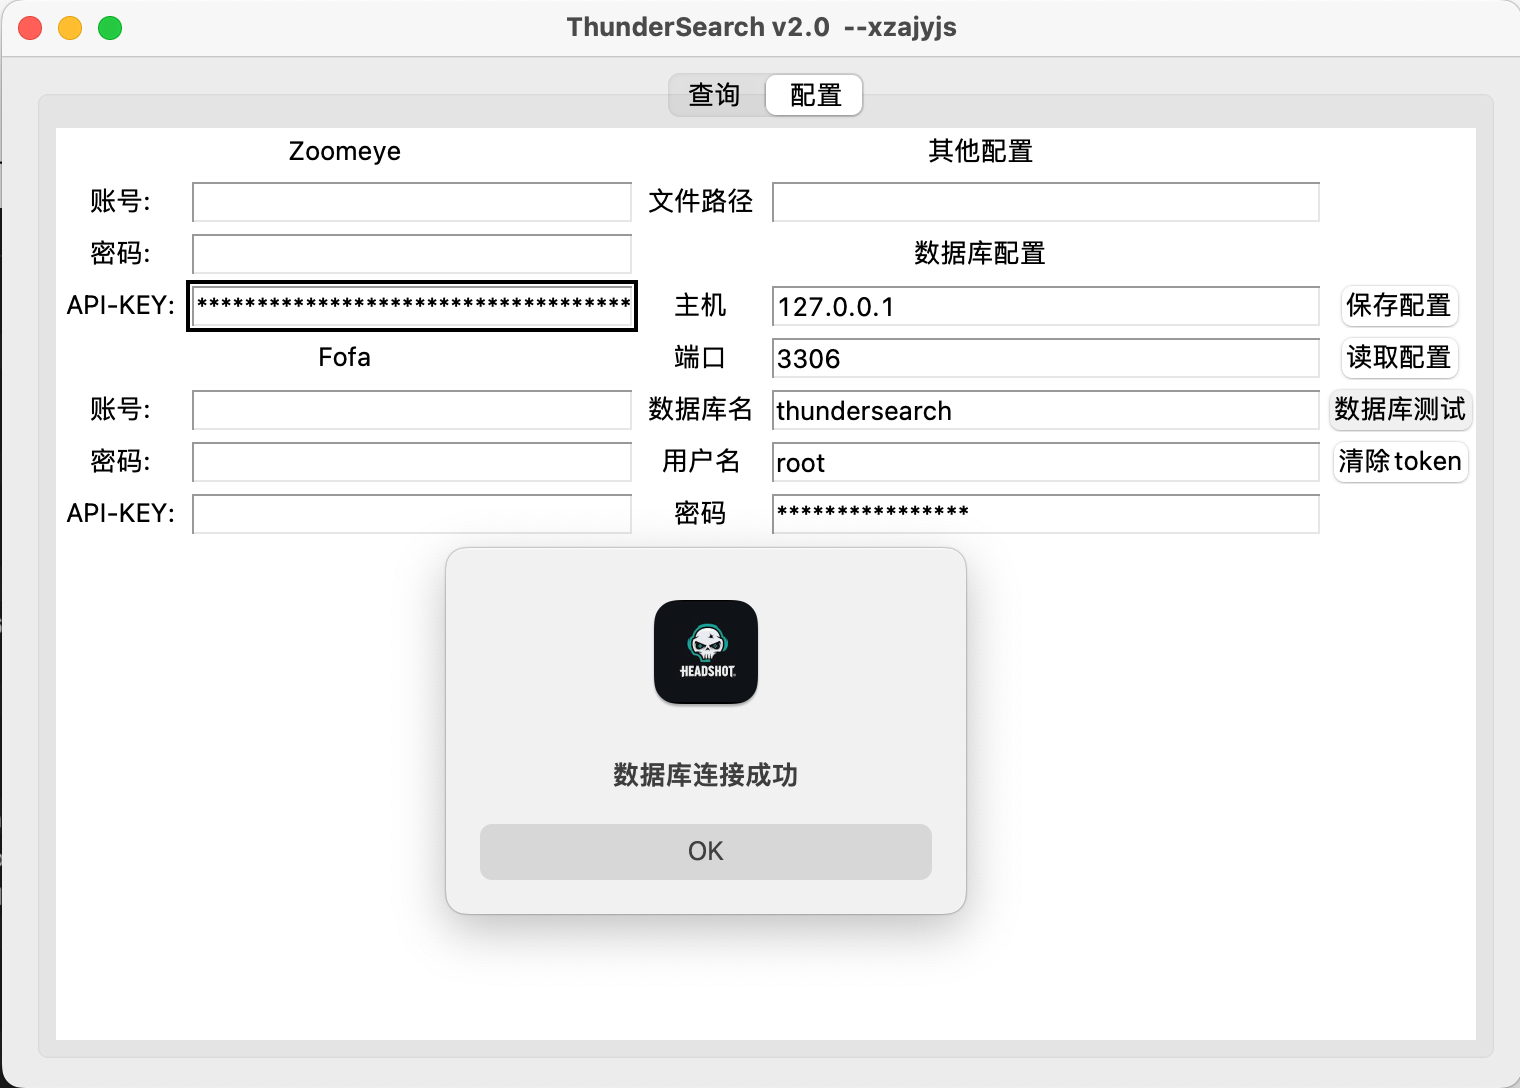 ThunderSearch v2.0 --xzajyjs
查询 配置
Zoomeye 其他配置
账号: 文件路径
密码: 数据库配置
API-KEY: ************************************ 主机 127.0.0.1 保存配置
Fofa 端口 3306 读取配置
账号: 数据库名 thundersearch 数据库测试
密码: 用户名 root 清除token
API-KEY: 密码 ****************
HEADSHOT
数据库连接成功
OK